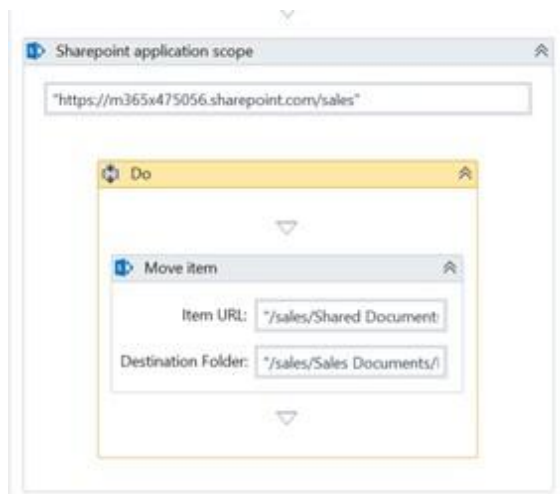 Sharepoint application scope
"https://m365x475056.sharepoint.com/sales"
Do
Move item
Item URL: "/sales/Shared Document
Destination Folder: "/sales/Sales Documents/